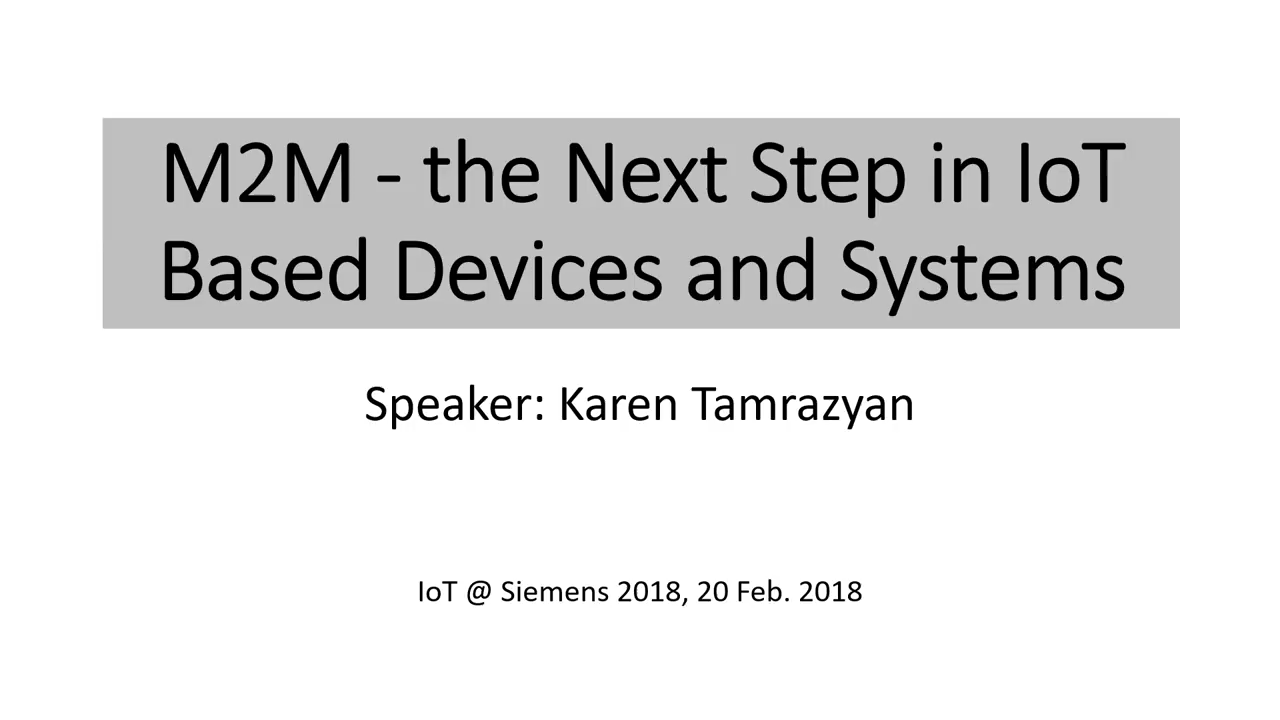 M2M - the Next Step in IoT
Based Devices and Systems
Speaker: Karen Tamrazyan
IoT @ Siemens 2018, 20 Feb. 2018